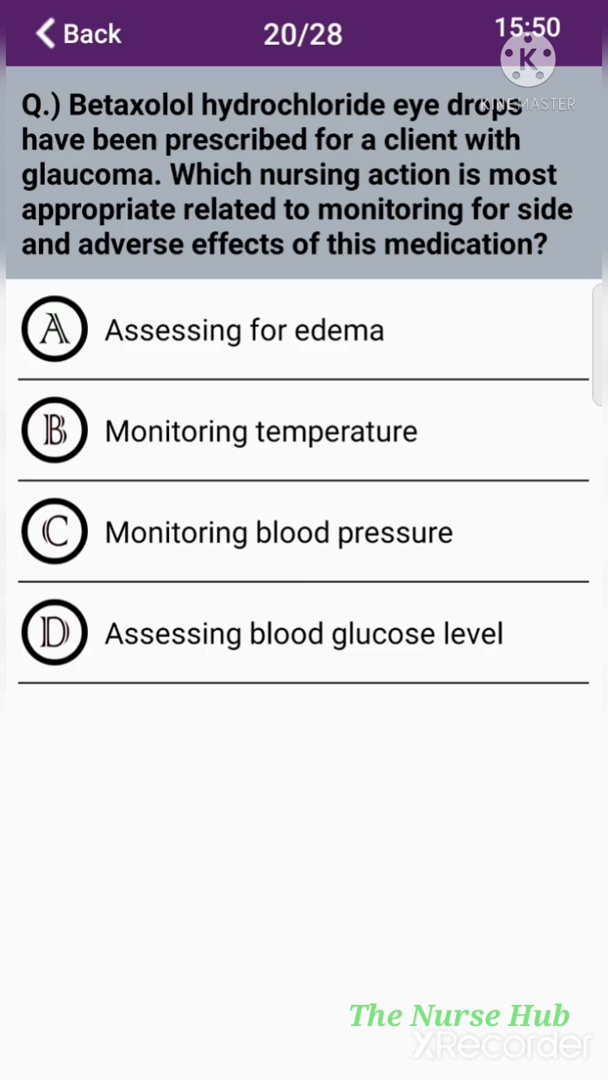 Back 20/28 15:50
K
KINEMASTER
Q.) Betaxolol hydrochloride eye drops
have been prescribed for a client with
glaucoma. Which nursing action is most
appropriate related to monitoring for side
and adverse effects of this medication?
A Assessing for edema
B Monitoring temperature
C Monitoring blood pressure
D Assessing blood glucose level
The Nurse Hub
XRecorder